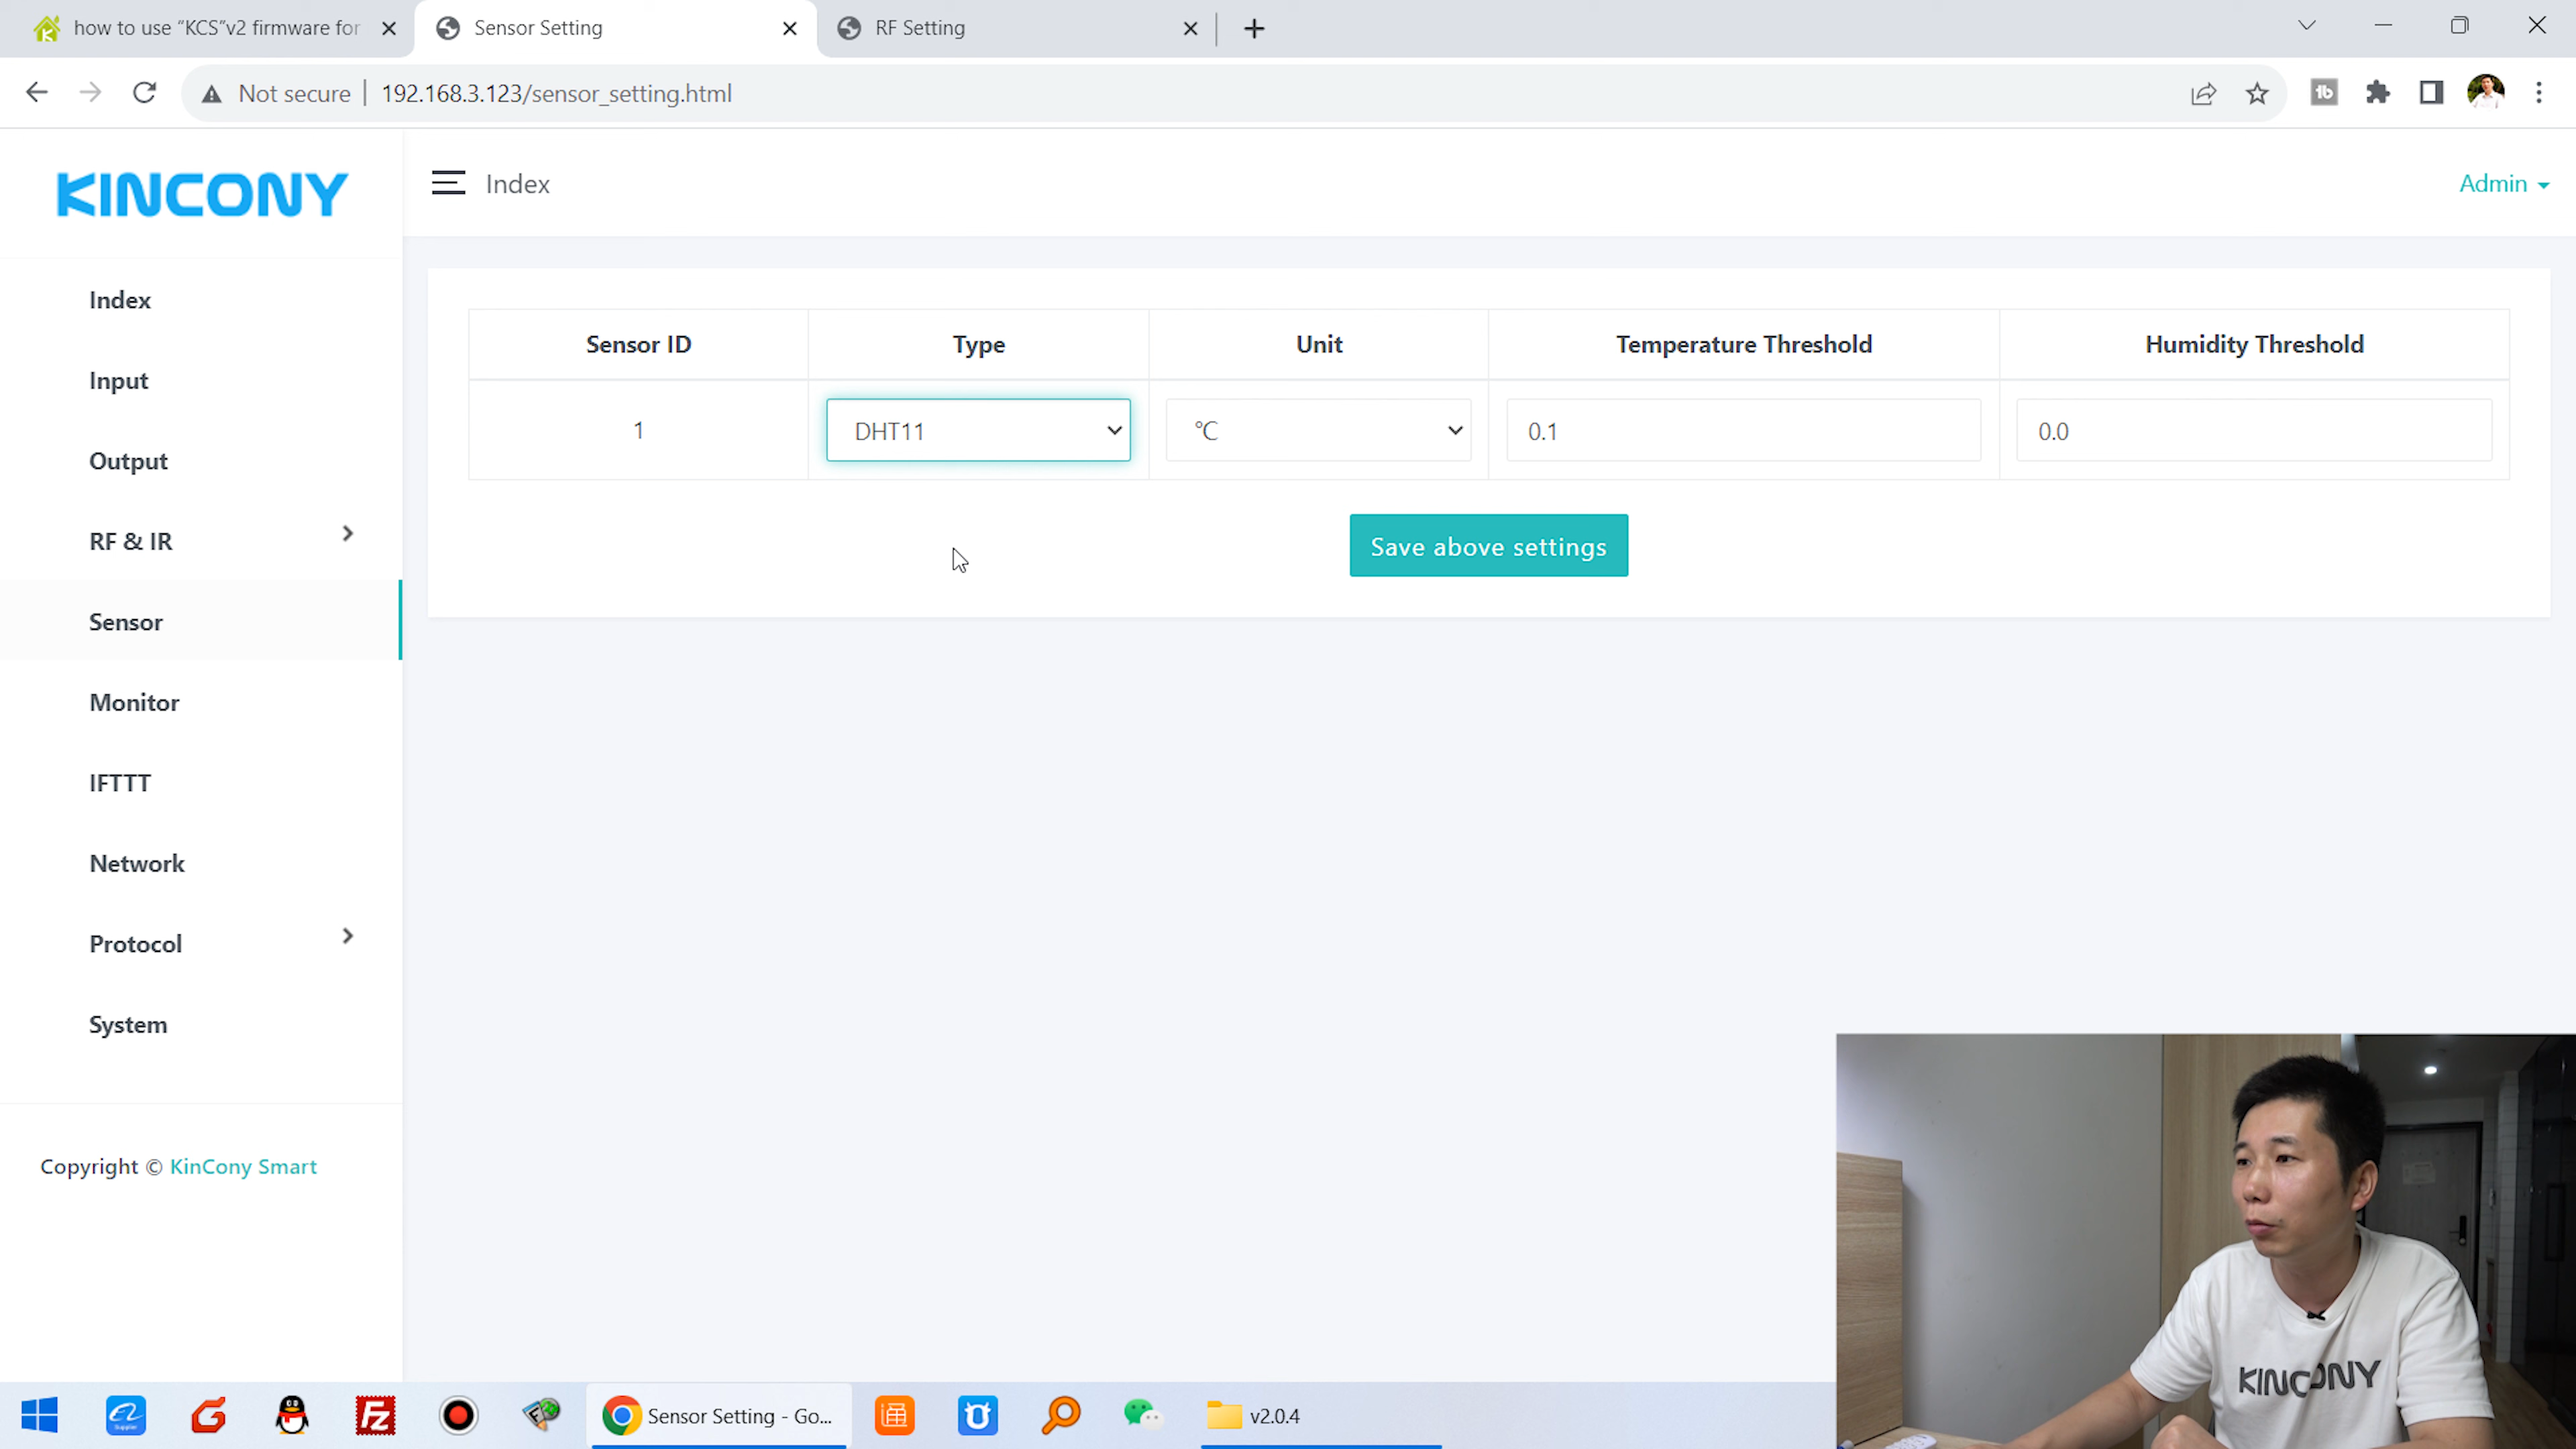 how to use “KCS”v2 firmware for
Sensor Setting
RF Setting
Not secure
192.168.3.123/sensor_setting.html
KINCONY
Index
Admin
Index
Input
Output
RF & IR
Sensor
Monitor
IFTTT
Network
Protocol
System
Sensor ID
Type
Unit
Temperature Threshold
Humidity Threshold
1
DHT11
℃
0.1
0.0
Save above settings
Copyright © KinCony Smart
KINCONY
Sensor Setting - Go...
v2.0.4